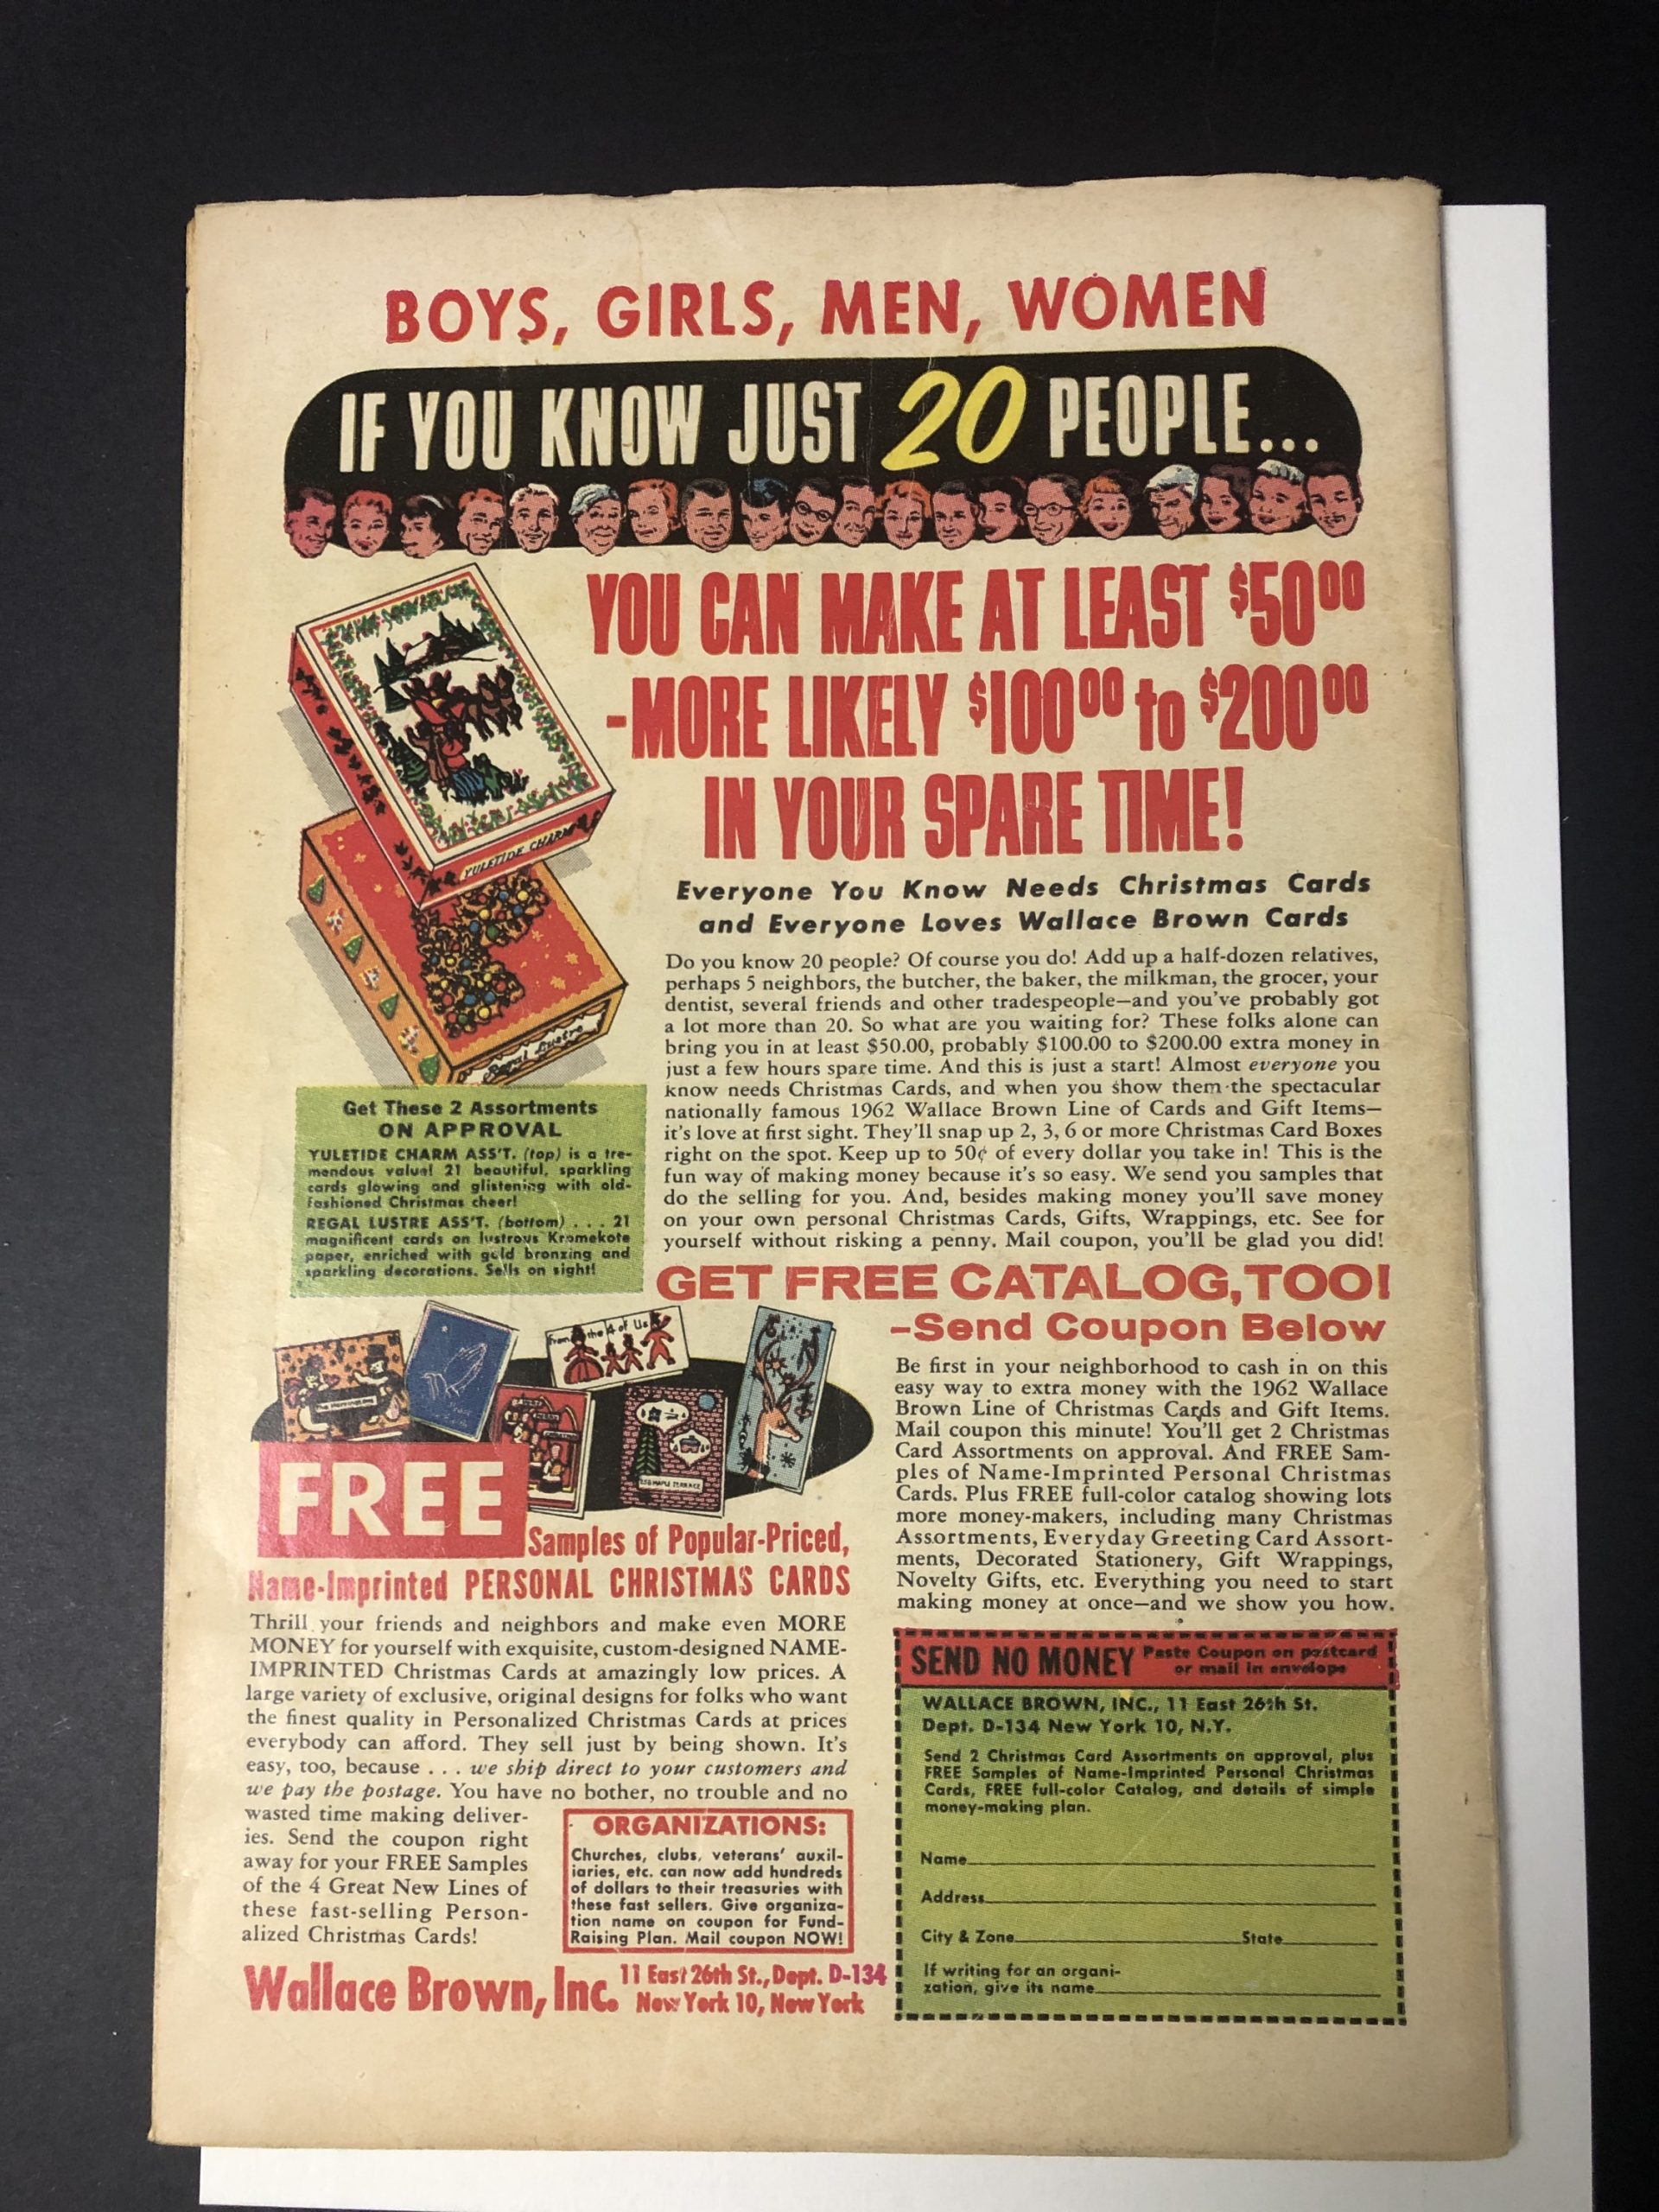 BOYS, GIRLS, MEN, WOMEN
IF YOU KNOW JUST 20 PEOPLE...
YOU CAN MAKE AT LEAST $50.00
-MORE LIKELY $100.00 to $200.00
IN YOUR SPARE TIME!
YULETIDE CHARM
Regal Lustre
Everyone You Know Needs Christmas Cards
and Everyone Loves Wallace Brown Cards
Do you know 20 people? Of course you do! Add up a half-dozen relatives,
perhaps 5 neighbors, the butcher, the baker, the milkman, the grocer, your
dentist, several friends and other tradespeople—and you've probably got
a lot more than 20. So what are you waiting for? These folks alone can
bring you in at least $50.00, probably $100.00 to $200.00 extra money in
just a few hours spare time. And this is just a start! Almost everyone you
know needs Christmas Cards, and when you show them the spectacular
nationally famous 1962 Wallace Brown Line of Cards and Gift Items—
it's love at first sight. They'll snap up 2, 3, 6 or more Christmas Card Boxes
right on the spot. Keep up to 50¢ of every dollar you take in! This is the
fun way of making money because it's so easy. We send you samples that
do the selling for you. And, besides making money you'll save money
on your own personal Christmas Cards, Gifts, Wrappings, etc. See for
yourself without risking a penny. Mail coupon, you'll be glad you did!
Get These 2 Assortments
ON APPROVAL
YULETIDE CHARM ASS'T. (top) is a tre-
mendous value! 21 beautiful, sparkling
cards glowing and glistening with old-
fashioned Christmas cheer!
REGAL LUSTRE ASS'T. (bottom) . . . 21
magnificent cards on lustrous Kromekote
paper, enriched with gold bronzing and
sparkling decorations. Sells on sight!
GET FREE CATALOG, TOO!
-Send Coupon Below
Be first in your neighborhood to cash in on this
easy way to extra money with the 1962 Wallace
Brown Line of Christmas Cards and Gift Items.
Mail coupon this minute! You'll get 2 Christmas
Card Assortments on approval. And FREE Sam-
ples of Name-Imprinted Personal Christmas
Cards. Plus FREE full-color catalog showing lots
more money-makers, including many Christmas
Assortments, Everyday Greeting Card Assort-
ments, Decorated Stationery, Gift Wrappings,
Novelty Gifts, etc. Everything you need to start
making money at once—and we show you how.
From the 4 of Us
MAPLE TERRACE
FREE
Samples of Popular-Priced,
Name-Imprinted PERSONAL CHRISTMAS CARDS
Thrill your friends and neighbors and make even MORE
MONEY for yourself with exquisite, custom-designed NAME-
IMPRINTED Christmas Cards at amazingly low prices. A
large variety of exclusive, original designs for folks who want
the finest quality in Personalized Christmas Cards at prices
everybody can afford. They sell just by being shown. It's
easy, too, because . . . we ship direct to your customers and
we pay the postage. You have no bother, no trouble and no
wasted time making deliver-
ies. Send the coupon right
away for your FREE Samples
of the 4 Great New Lines of
these fast-selling Person-
alized Christmas Cards!
ORGANIZATIONS:
Churches, clubs, veterans' auxil-
iaries, etc. can now add hundreds
of dollars to their treasuries with
these fast sellers. Give organiza-
tion name on coupon for Fund-
Raising Plan. Mail coupon NOW!
Wallace Brown, Inc. 11 East 26th St., Dept. D-134
New York 10, New York
SEND NO MONEY Paste Coupon on postcard
or mail in envelope
WALLACE BROWN, INC., 11 East 26th St.
Dept. D-134 New York 10, N.Y.
Send 2 Christmas Card Assortments on approval, plus
FREE Samples of Name-Imprinted Personal Christmas
Cards, FREE full-color Catalog, and details of simple
money-making plan.
Name
Address
City & Zone State
If writing for an organi-
zation, give its name